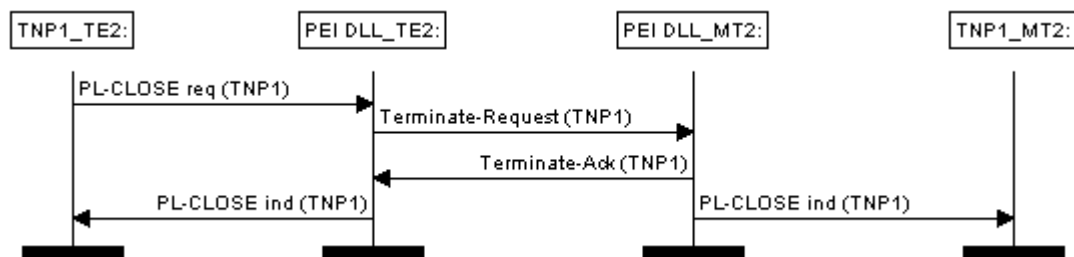 TNP1_TE2:
PEI DLL_TE2:
PEI DLL_MT2:
TNP1_MT2:
PL-CLOSE req (TNP1)
Terminate-Request (TNP1)
Terminate-Ack (TNP1)
PL-CLOSE ind (TNP1)
PL-CLOSE ind (TNP1)